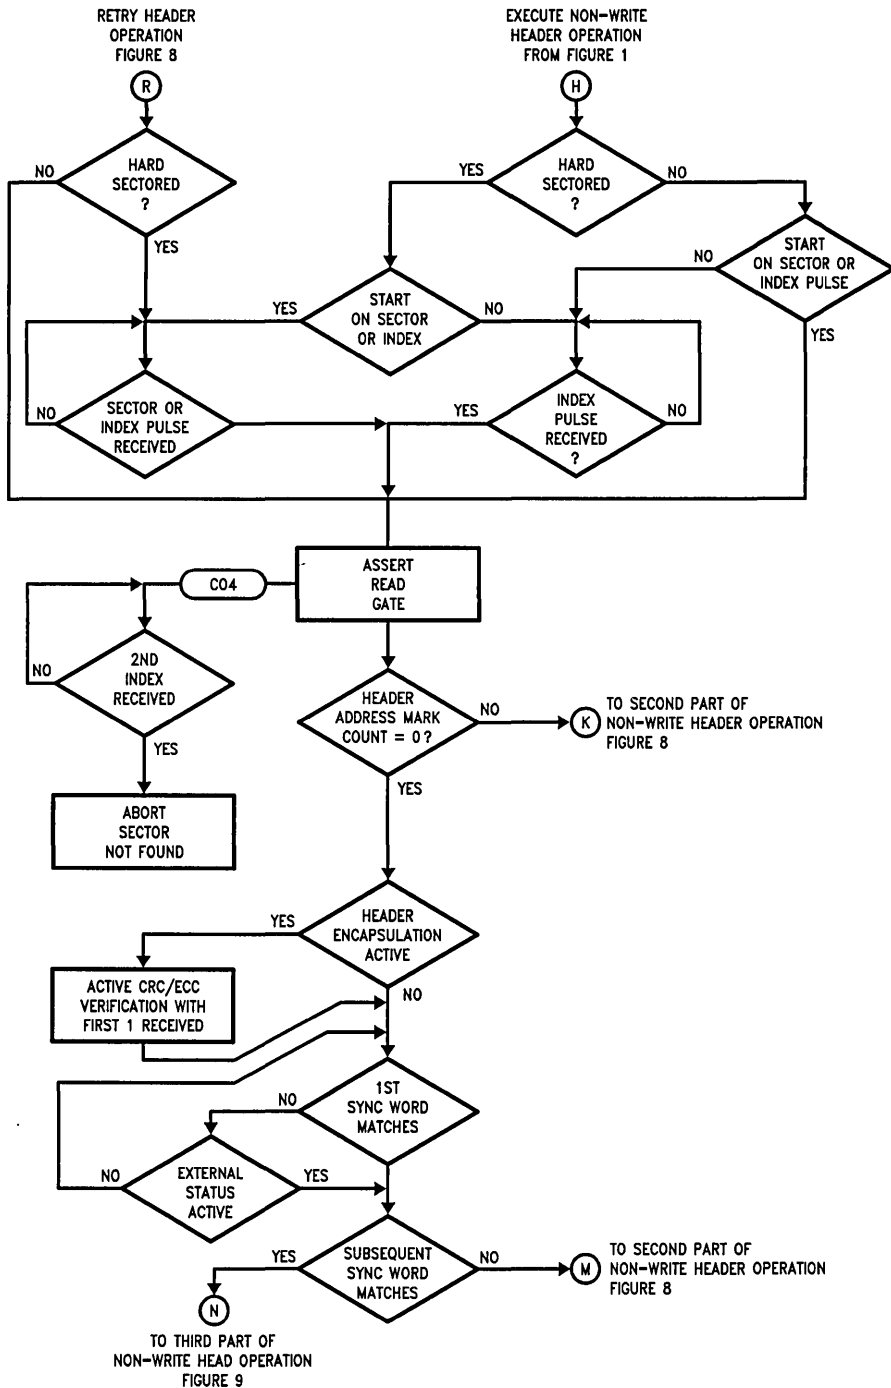 RETRY HEADER
OPERATION
FIGURE 8
R
EXECUTE NON-WRITE
HEADER OPERATION
FROM FIGURE 1
H
HARD
SECTORED
?
NO
YES
HARD
SECTORED
?
YES
NO
START
ON SECTOR OR
INDEX PULSE
NO
YES
START
ON SECTOR
OR INDEX
YES
NO
SECTOR OR
INDEX PULSE
RECEIVED
NO
INDEX
PULSE
RECEIVED
?
YES
NO
ASSERT
READ
GATE
C04
2ND
INDEX
RECEIVED
NO
YES
ABORT
SECTOR
NOT FOUND
HEADER
ADDRESS MARK
COUNT = 0?
NO
K
TO SECOND PART OF
NON-WRITE HEADER OPERATION
FIGURE 8
YES
HEADER
ENCAPSULATION
ACTIVE
YES
NO
ACTIVE CRC/ECC
VERIFICATION WITH
FIRST 1 RECEIVED
1ST
SYNC WORD
MATCHES
NO
EXTERNAL
STATUS
ACTIVE
NO
YES
SUBSEQUENT
SYNC WORD
MATCHES
YES
NO
M
TO SECOND PART OF
NON-WRITE HEADER OPERATION
FIGURE 8
N
TO THIRD PART OF
NON-WRITE HEAD OPERATION
FIGURE 9